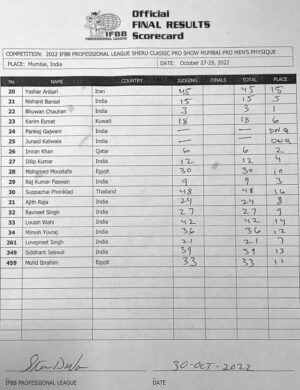 IFBB
PROFESSIONAL LEAGUE
Official
FINAL RESULTS
Scorecard
COMPETITION: 2022 IFBB PROFESSIONAL LEAGUE SHERU CLASSIC PRO SHOW MUMBAI PRO MEN'S PHYSIQUE
PLACE: Mumbai, India DATE: October 27-29, 2022
No NAME COUNTRY JUDGING FINALS TOTAL PLACE
20 Yashar Anbari Iran 45 45 15
21 Nishant Bansal India 15 15 5
22 Bhuwan Chauhan India 3 3 1
23 Karim Esmat Kuwait 18 18 6
24 Pankaj Gajwani India — — DNQ
25 Junaid Kaliwala India — — DNQ
26 Imran Khan Qatar 6 6 2
27 Dilip Kumar India 12 12 4
28 Mohamed Moustafa Egypt 30 30 10
29 Raj Kumar Paswan India 9 9 3
30 Suppachai Phonklad Thailand 48 48 16
31 Ajith Raja India 24 24 8
32 Ravneet Singh India 27 27 9
33 Louish Wahi India 42 42 14
34 Mimoh Yuvraj India 36 36 12
261 Lovepreet Singh India 21 21 7
349 Siddhant Jaiswal India 39 39 13
459 Mohd Ibrahim Egypt 33 33 11
30-OCT-2022
IFBB PROFESSIONAL LEAGUE DATE